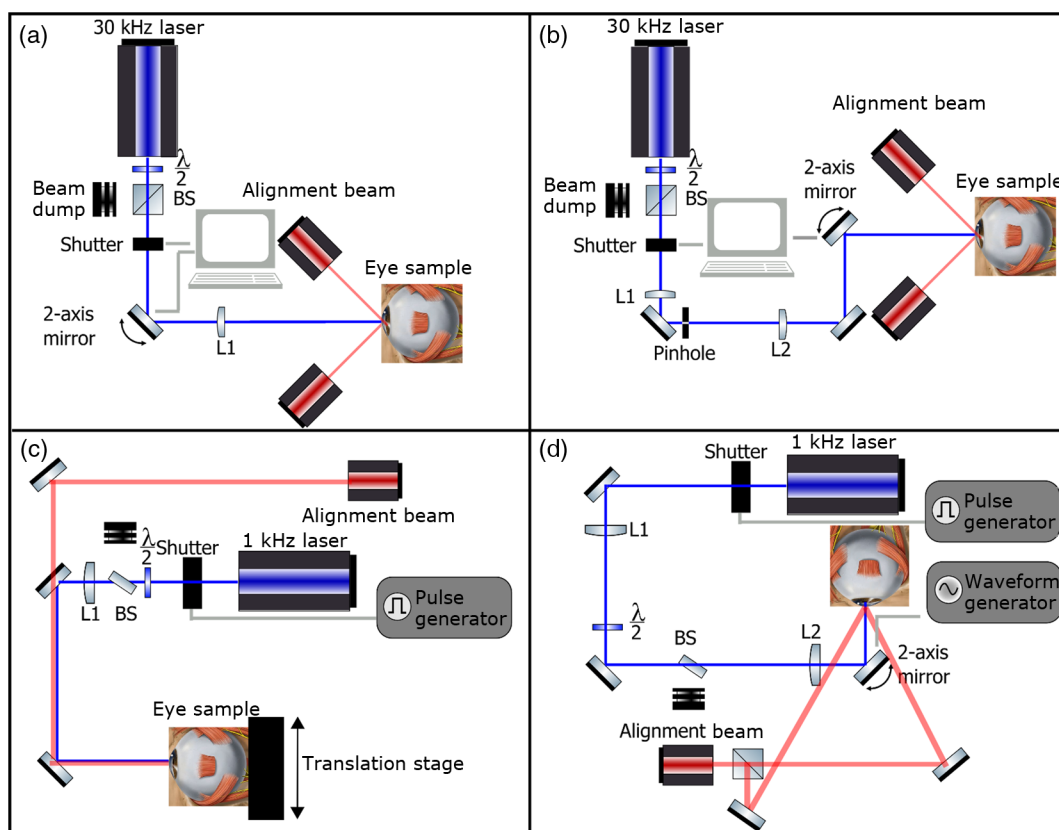 (a)
30 kHz laser
λ
2
BS
Beam
dump
Alignment beam
Shutter
Eye sample
2-axis
mirror
L1
(b)
30 kHz laser
Alignment beam
λ
2
BS
Beam
dump
2-axis
mirror
Eye sample
Shutter
L1
Pinhole
L2
(c)
Alignment beam
λ
2
Shutter
1 kHz laser
L1
BS
Pulse
generator
Eye sample
Translation stage
(d)
Shutter
1 kHz laser
L1
Pulse
generator
Waveform
generator
λ
2
BS
L2
2-axis
mirror
Alignment beam